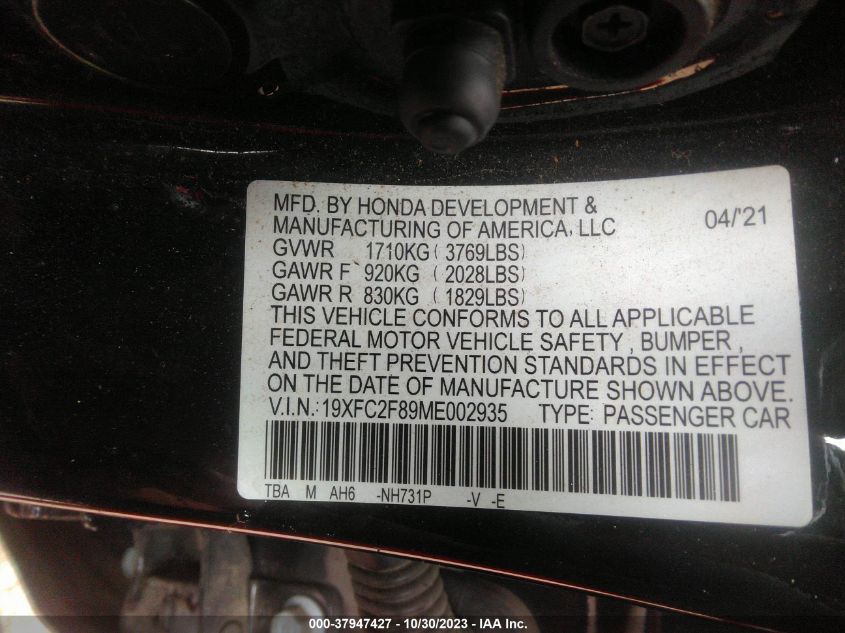 MFD. BY HONDA DEVELOPMENT &
MANUFACTURING OF AMERICA, LLC 04/'21
GVWR 1710KG ( 3769LBS)
GAWR F 920KG ( 2028LBS)
GAWR R 830KG ( 1829LBS)
THIS VEHICLE CONFORMS TO ALL APPLICABLE
FEDERAL MOTOR VEHICLE SAFETY , BUMPER ,
AND THEFT PREVENTION STANDARDS IN EFFECT
ON THE DATE OF MANUFACTURE SHOWN ABOVE.
V.I.N.: 19XFC2F89ME002935 TYPE: PASSENGER CAR
TBA M AH6 -NH731P -V -E
000-37947427 - 10/30/2023 - IAA Inc.